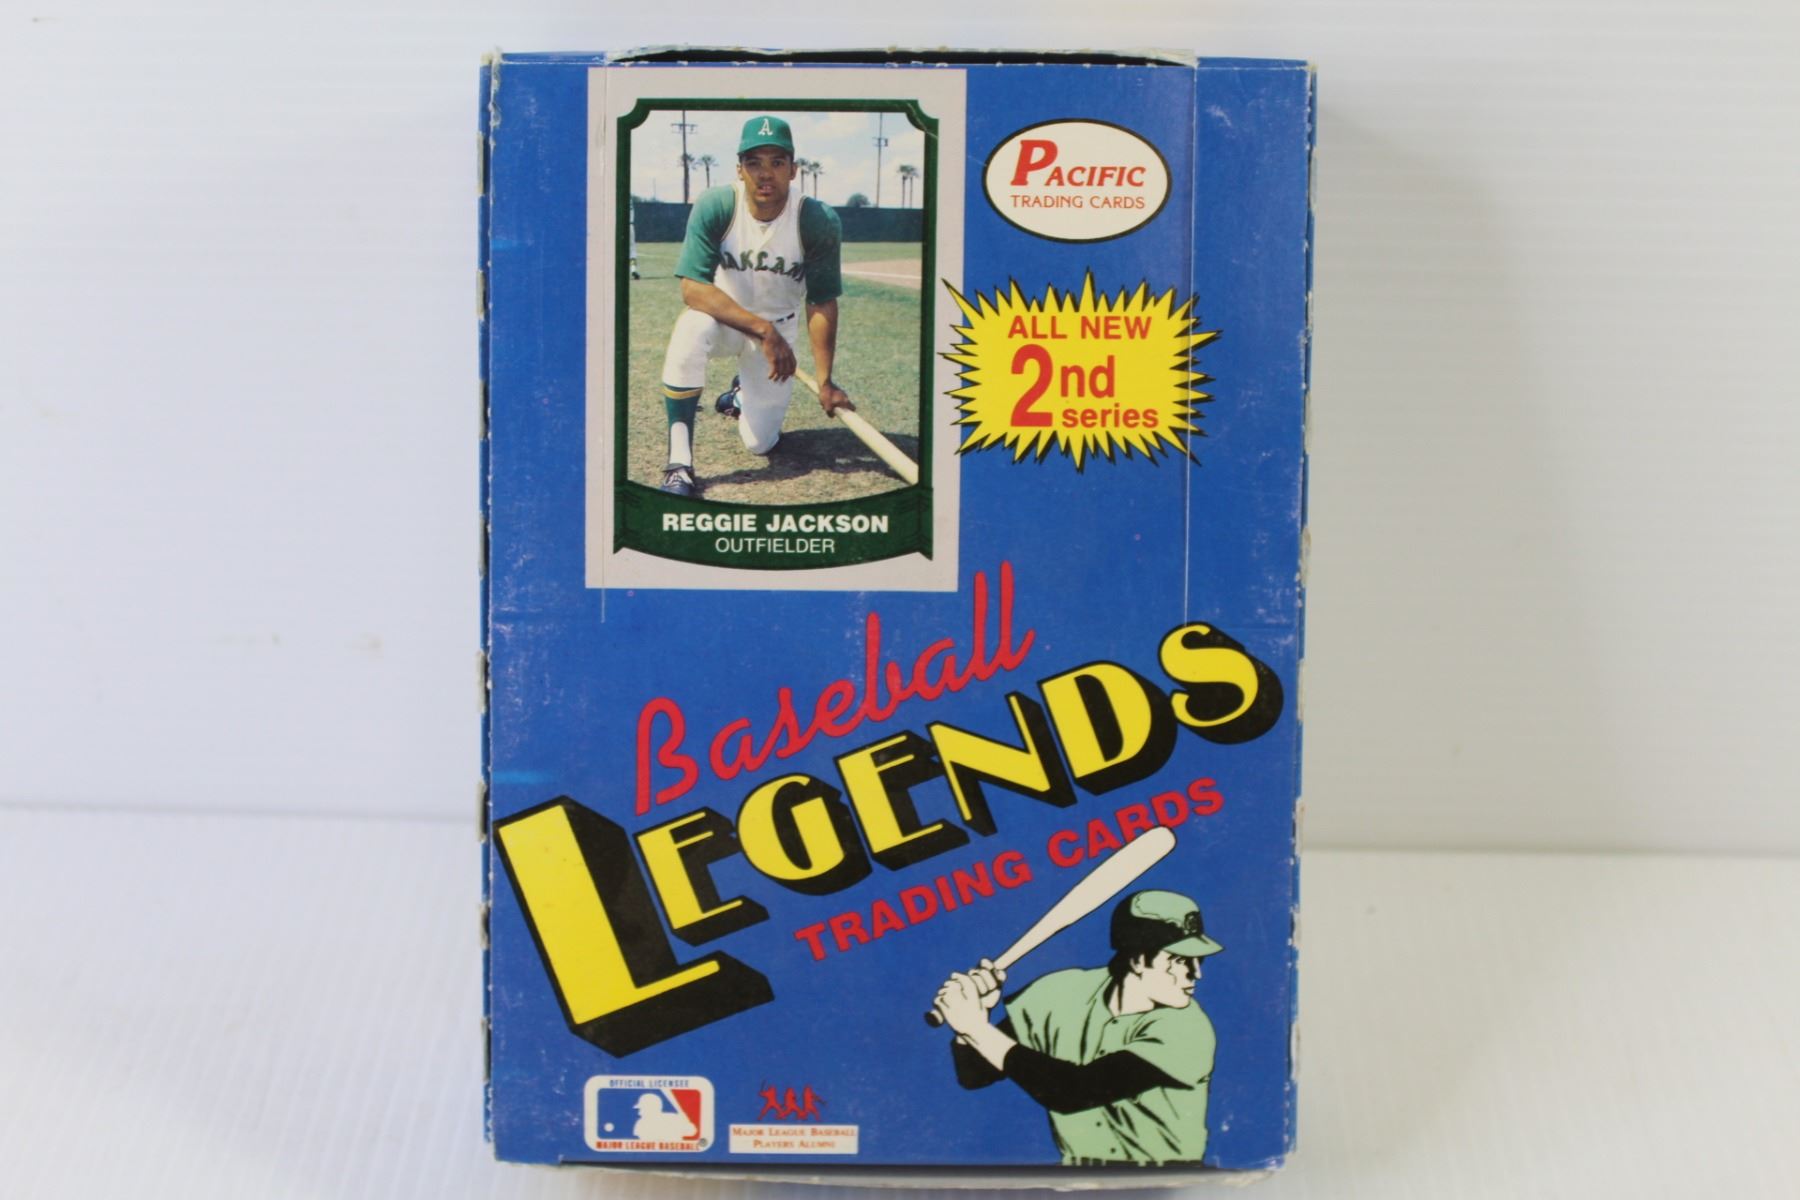 A
OAKLAND
REGGIE JACKSON
OUTFIELDER
PACIFIC
TRADING CARDS
ALL NEW
2nd
series
Baseball
LEGENDS
TRADING CARDS
OFFICIAL LICENSEE
MAJOR LEAGUE BASEBALL®
MAJOR LEAGUE BASEBALL
PLAYERS ALUMNI